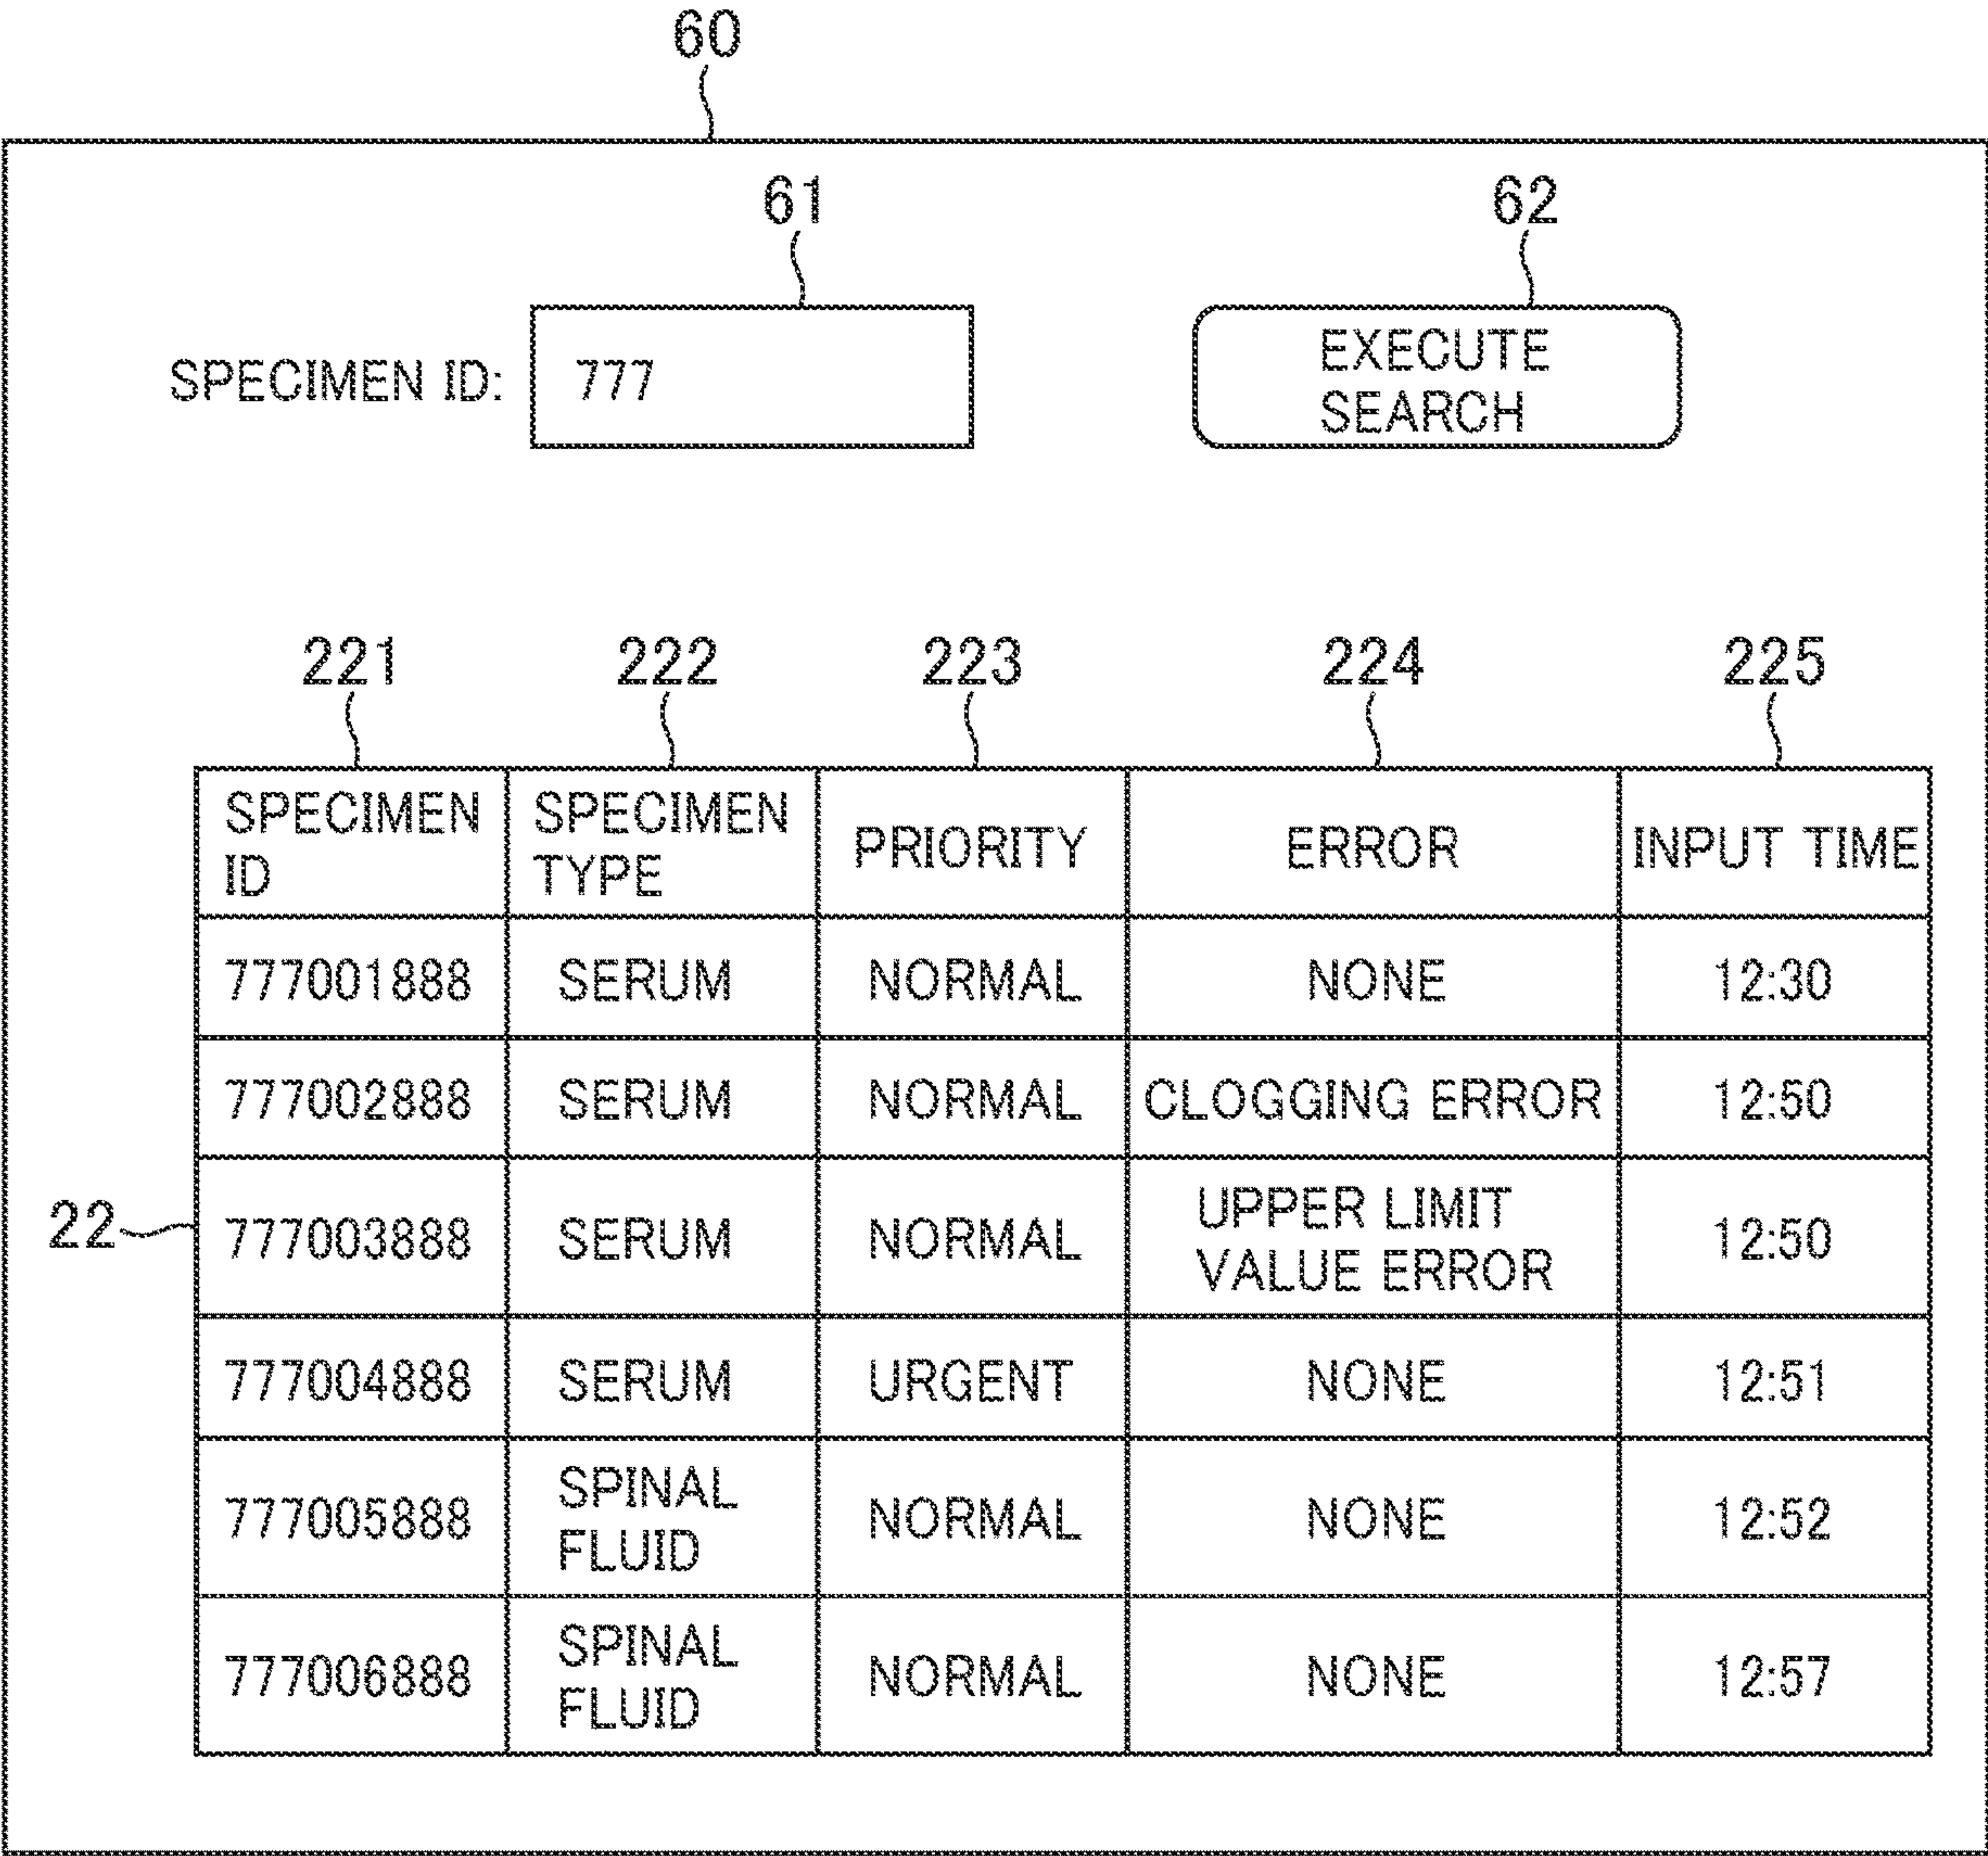 60
61
62
SPECIMEN ID:
777
EXECUTE
SEARCH
221
222
223
224
225
SPECIMEN
ID
SPECIMEN
TYPE
PRIORITY
ERROR
INPUT TIME
777001888
SERUM
NORMAL
NONE
12:30
777002888
SERUM
NORMAL
CLOGGING ERROR
12:50
22
777003888
SERUM
NORMAL
UPPER LIMIT
VALUE ERROR
12:50
777004888
SERUM
URGENT
NONE
12:51
777005888
SPINAL
FLUID
NORMAL
NONE
12:52
777006888
SPINAL
FLUID
NORMAL
NONE
12:57